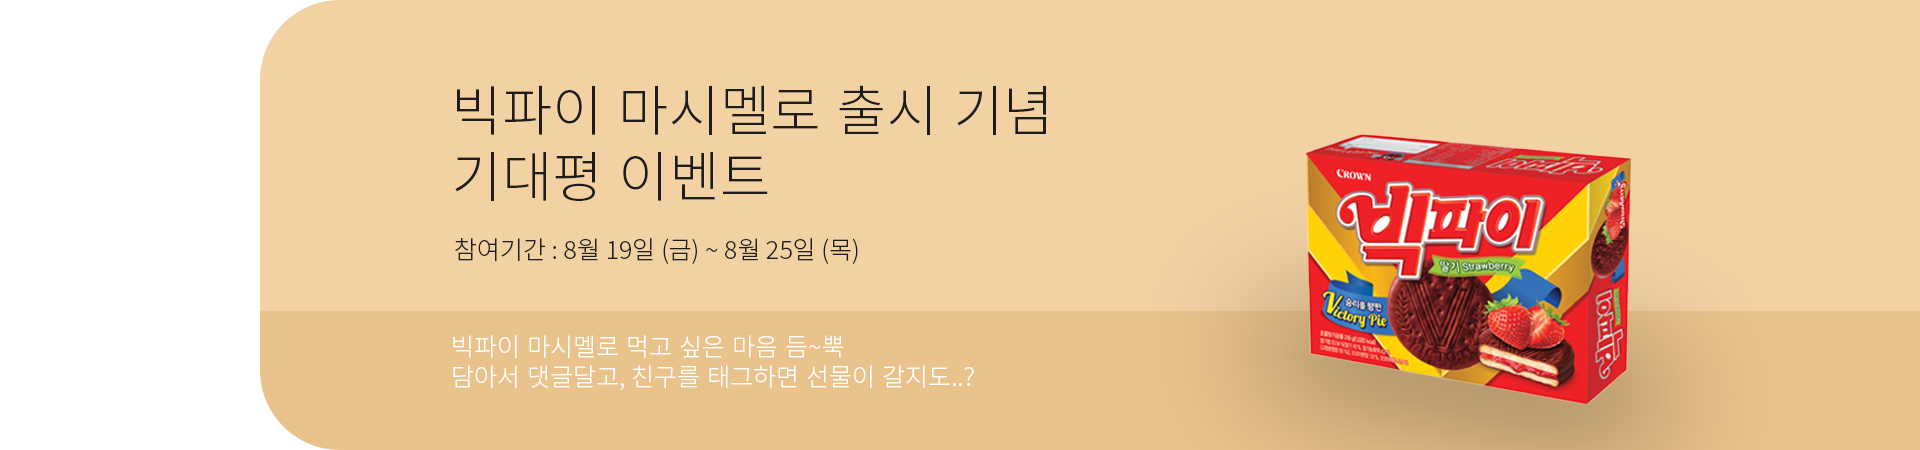 빅파이 마시멜로 출시 기념
기대평 이벤트
참여기간 : 8월 19일 (금) ~ 8월 25일 (목)
빅파이 마시멜로 먹고 싶은 마음 듬~뿍
담아서 댓글달고, 친구를 태그하면 선물이 갈지도..?
CROWN
빅파이
딸기 Strawberry
승리를 향한
Victory Pie
빅파이